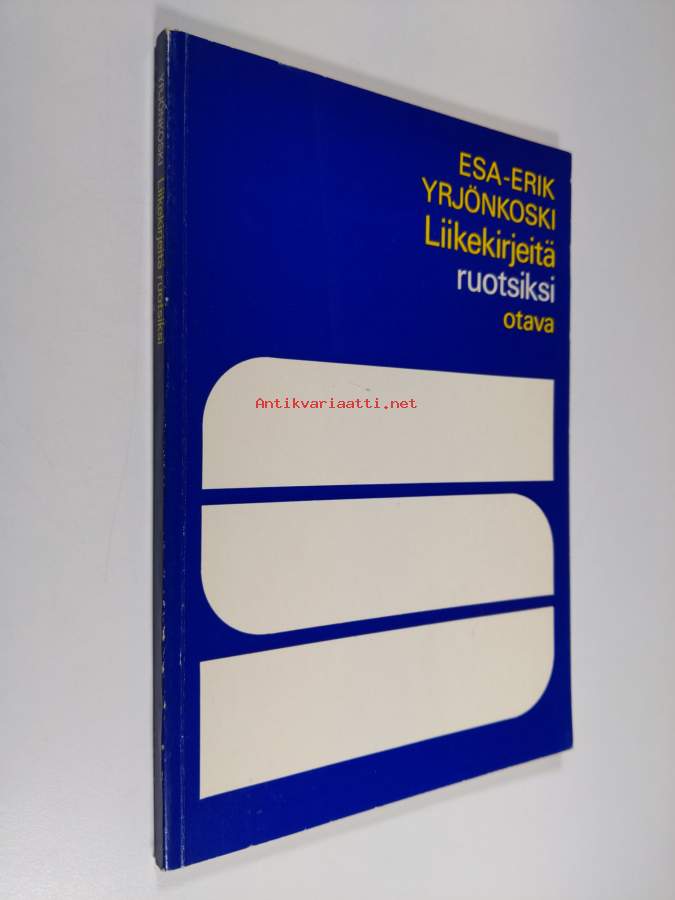 ESA-ERIK
YRJÖNKOSKI
Liikekirjeitä
ruotsiksi
otava
Antikvariaatti.net
YRJÖNKOSKI Liikekirjeitä ruotsiksi